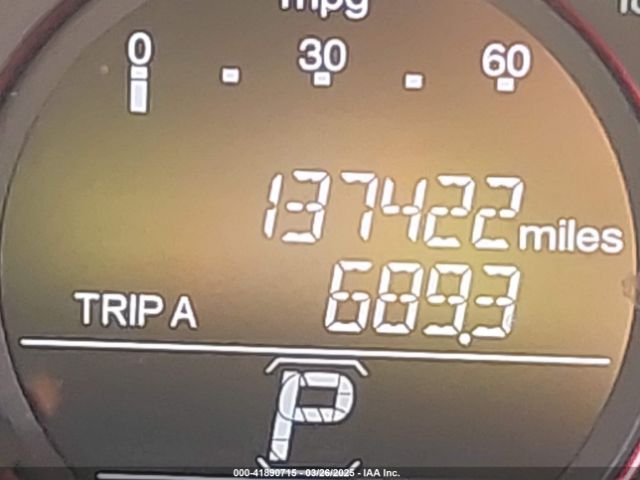 mpg
0 30 60
137422 miles
TRIP A 689.3
P
000-41890715 - 03/26/2025 - IAA Inc.